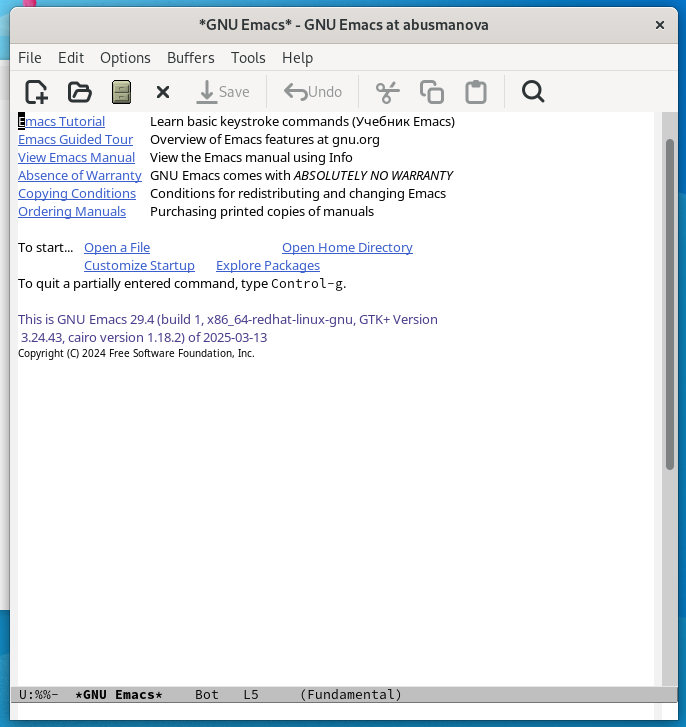 *GNU Emacs* - GNU Emacs at abusmanova
File Edit Options Buffers Tools Help
Save Undo
Emacs Tutorial Learn basic keystroke commands (Учебник Emacs)
Emacs Guided Tour Overview of Emacs features at gnu.org
View Emacs Manual View the Emacs manual using Info
Absence of Warranty GNU Emacs comes with ABSOLUTELY NO WARRANTY
Copying Conditions Conditions for redistributing and changing Emacs
Ordering Manuals Purchasing printed copies of manuals
To start... Open a File Open Home Directory
Customize Startup Explore Packages
To quit a partially entered command, type Control-g.
This is GNU Emacs 29.4 (build 1, x86_64-redhat-linux-gnu, GTK+ Version
3.24.43, cairo version 1.18.2) of 2025-03-13
Copyright (C) 2024 Free Software Foundation, Inc.
U:%%- *GNU Emacs* Bot L5 (Fundamental)